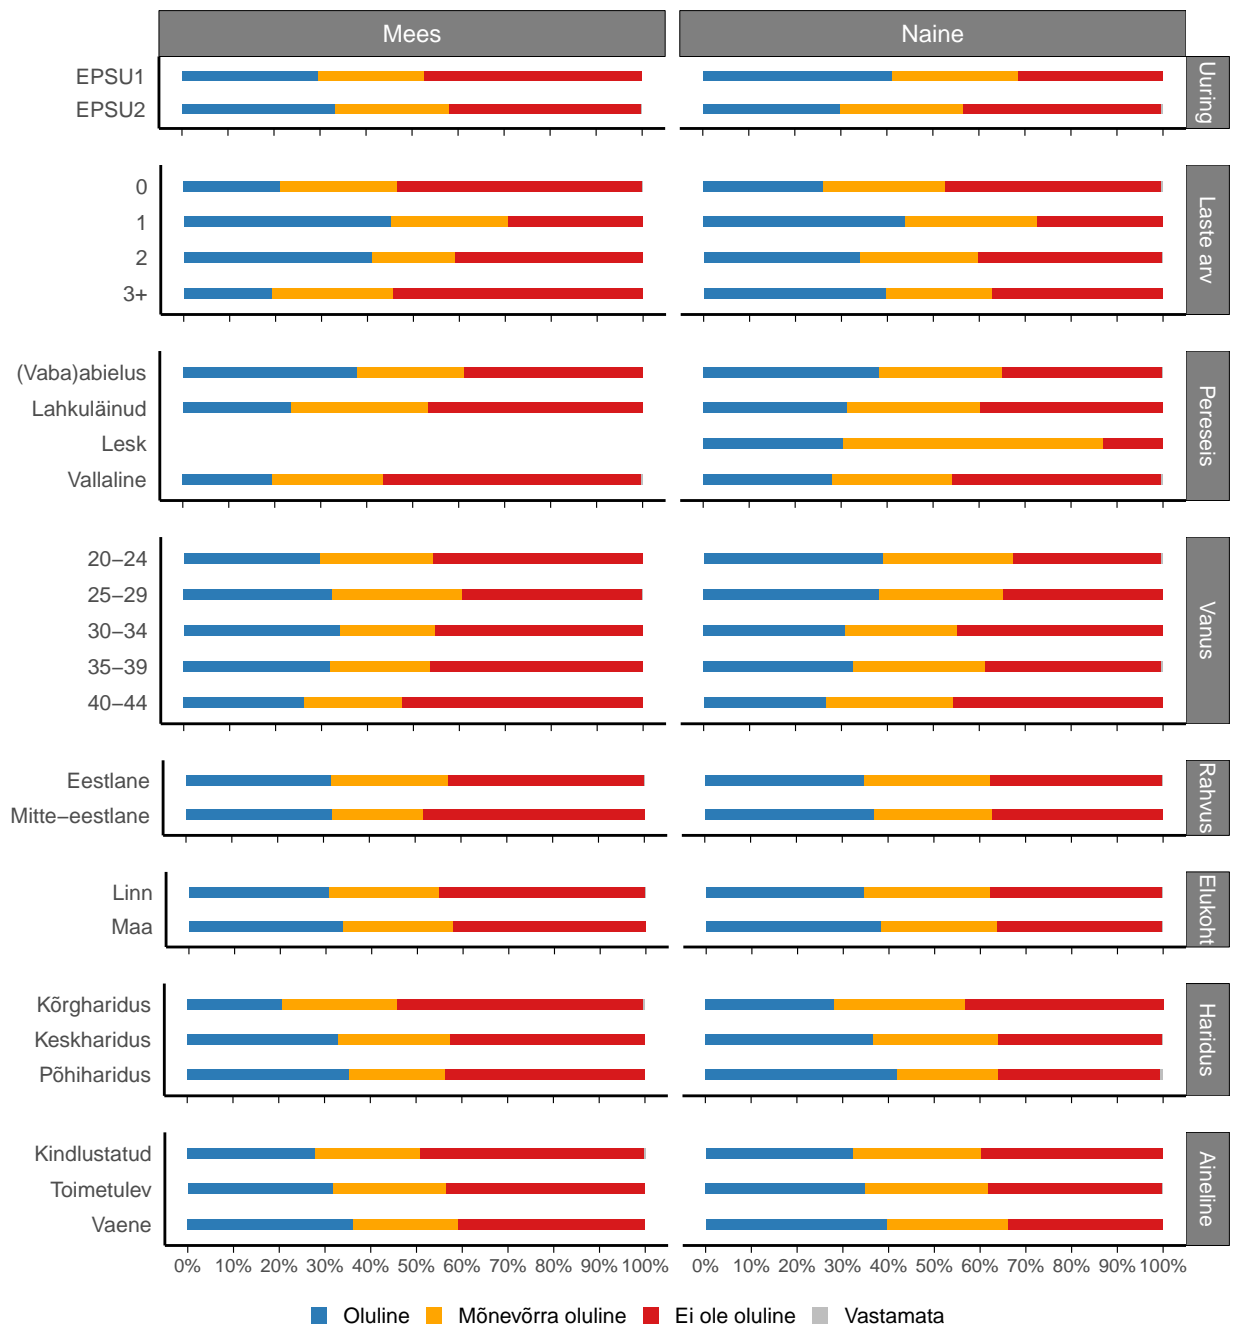 Mees
Naine
Uuring
EPSU1
EPSU2
Laste arv
0
1
2
3+
Pereseis
(Vaba)abielus
Lahkuläinud
Lesk
Vallaline
Vanus
20−24
25−29
30−34
35−39
40−44
Rahvus
Eestlane
Mitte−eestlane
Elukoht
Linn
Maa
Haridus
Kõrgharidus
Keskharidus
Põhiharidus
Aineline
Kindlustatud
Toimetulev
Vaene
0% 10% 20% 30% 40% 50% 60% 70% 80% 90% 100%
0% 10% 20% 30% 40% 50% 60% 70% 80% 90% 100%
Oluline Mõnevõrra oluline Ei ole oluline Vastamata